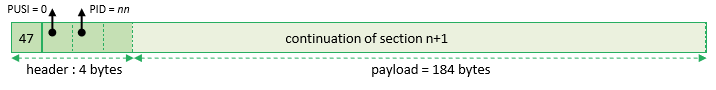 PUSI = 0
PID = nn
47
continuation of section n+1
header : 4 bytes
payload = 184 bytes